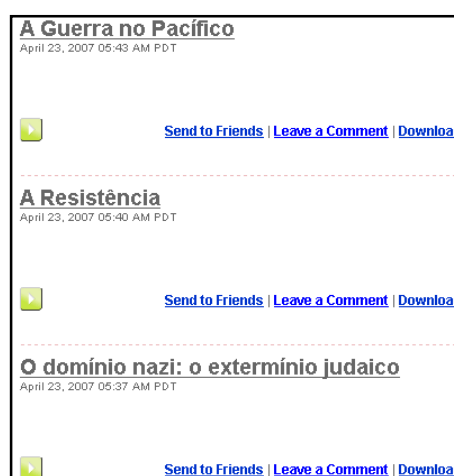 A Guerra no Pacífico
April 23, 2007 05:43 AM PDT
Send to Friends | Leave a Comment | Downloa
A Resistência
April 23, 2007 05:40 AM PDT
Send to Friends | Leave a Comment | Downloa
O domínio nazi: o extermínio judaico
April 23, 2007 05:37 AM PDT
Send to Friends | Leave a Comment | Downloa